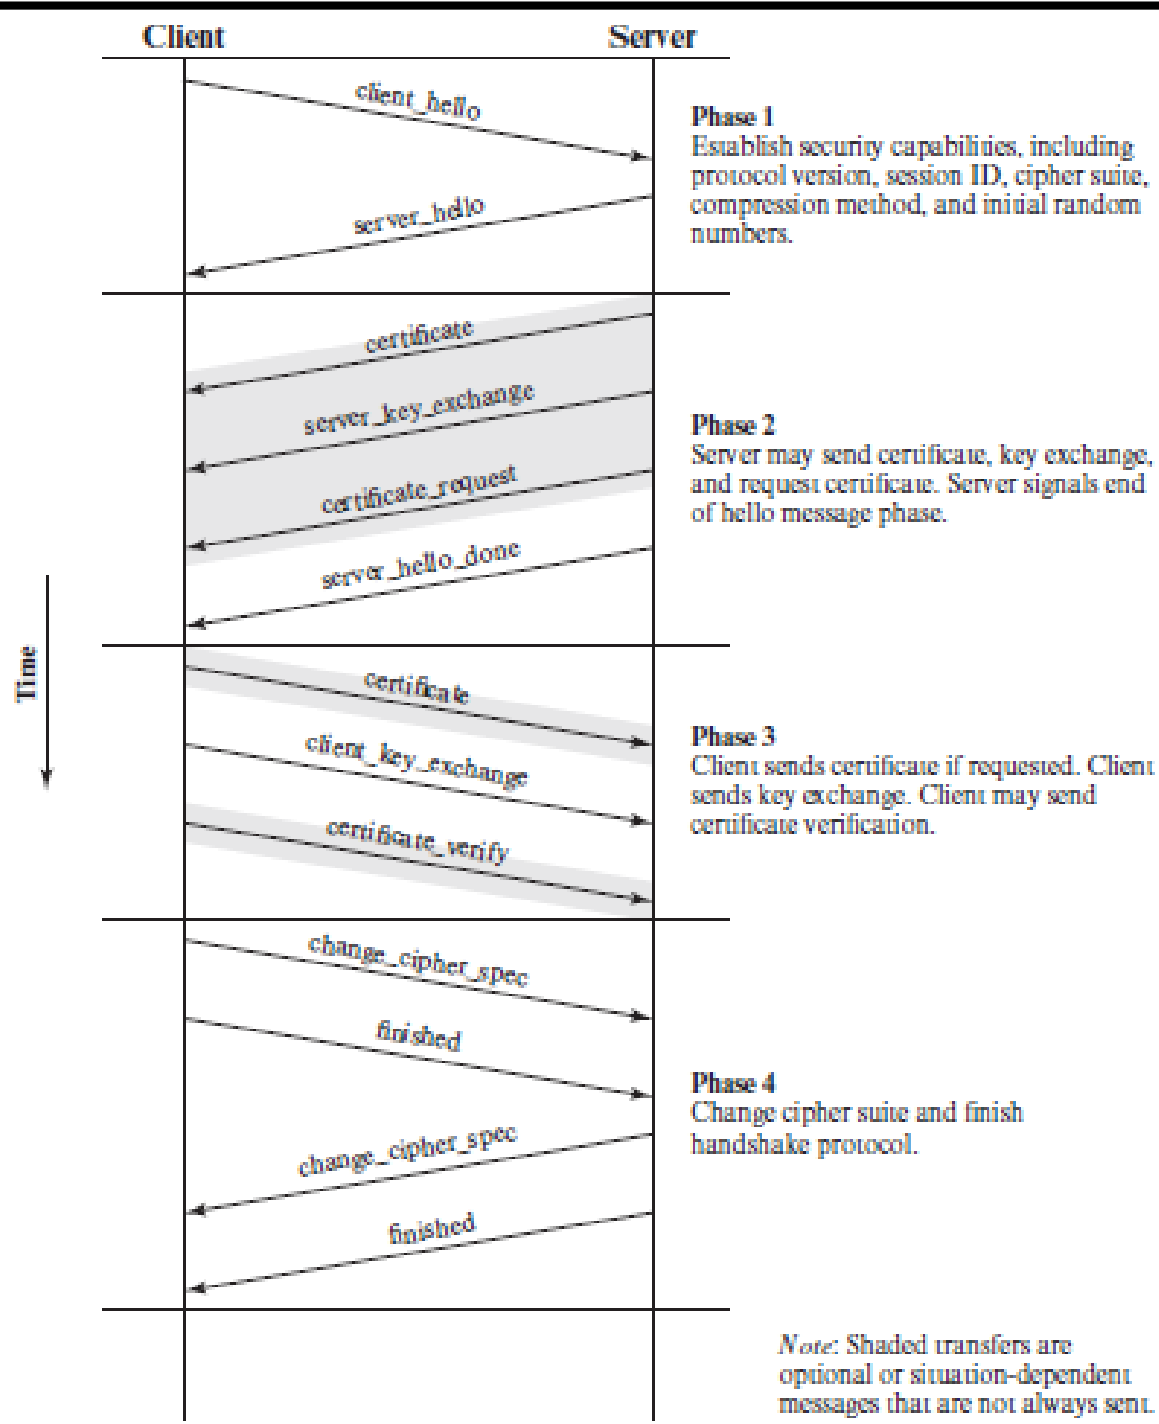 Client
Server
client_hello
Phase 1
Establish security capabilities, including
protocol version, session ID, cipher suite,
compression method, and initial random
numbers.
server_hello
certificate
server_key_exchange
Phase 2
Server may send certificate, key exchange,
and request certificate. Server signals end
of hello message phase.
certificate_request
server_hello_done
Time
certificate
client_key_exchange
Phase 3
Client sends certificate if requested. Client
sends key exchange. Client may send
certificate verification.
certificate_verify
change_cipher_spec
finished
Phase 4
Change cipher suite and finish
handshake protocol.
change_cipher_spec
finished
Note: Shaded transfers are
optional or situation-dependent
messages that are not always sent.